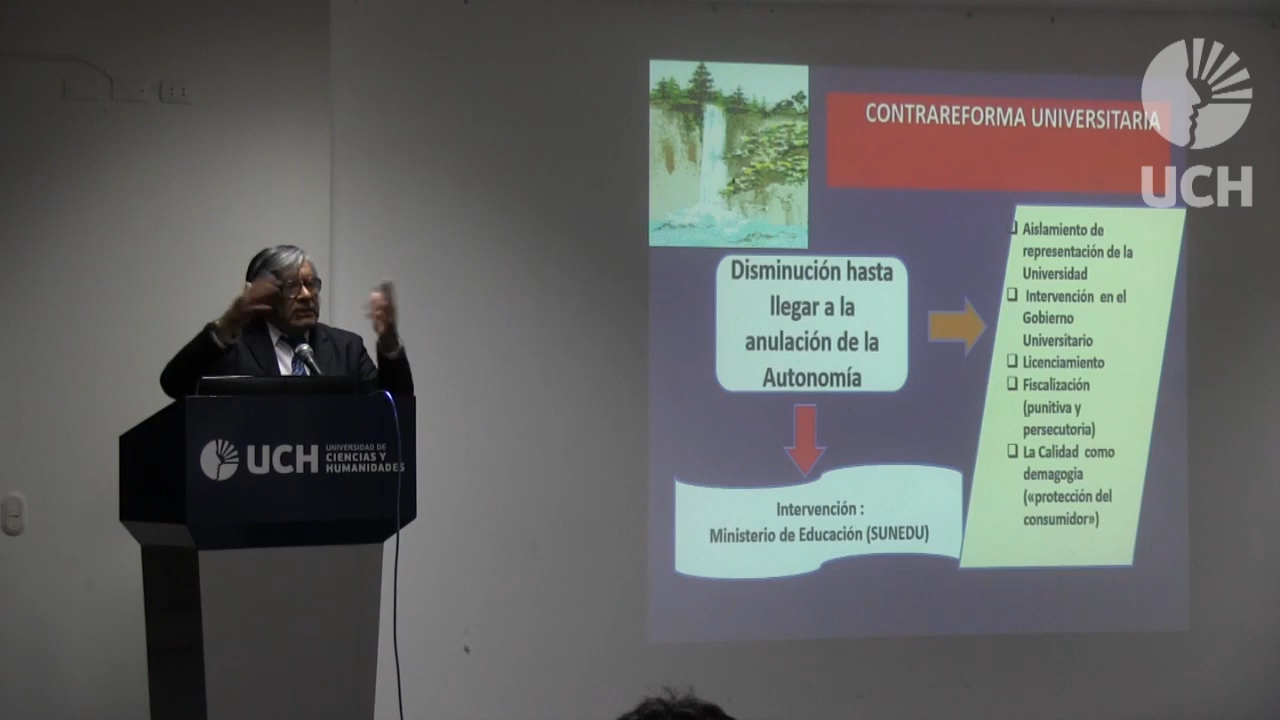 UCH
CONTRAREFORMA UNIVERSITARIA
Disminución hasta
llegar a la
anulación de la
Autonomía
Aislamiento de
representación de la
Universidad
Intervención en el
Gobierno
Universitario
Licenciamiento
Fiscalización
(punitiva y
persecutoria)
La Calidad como
demagogia
(«protección del
consumidor»)
Intervención :
Ministerio de Educación (SUNEDU)
UCH
UNIVERSIDAD DE
CIENCIAS Y
HUMANIDADES